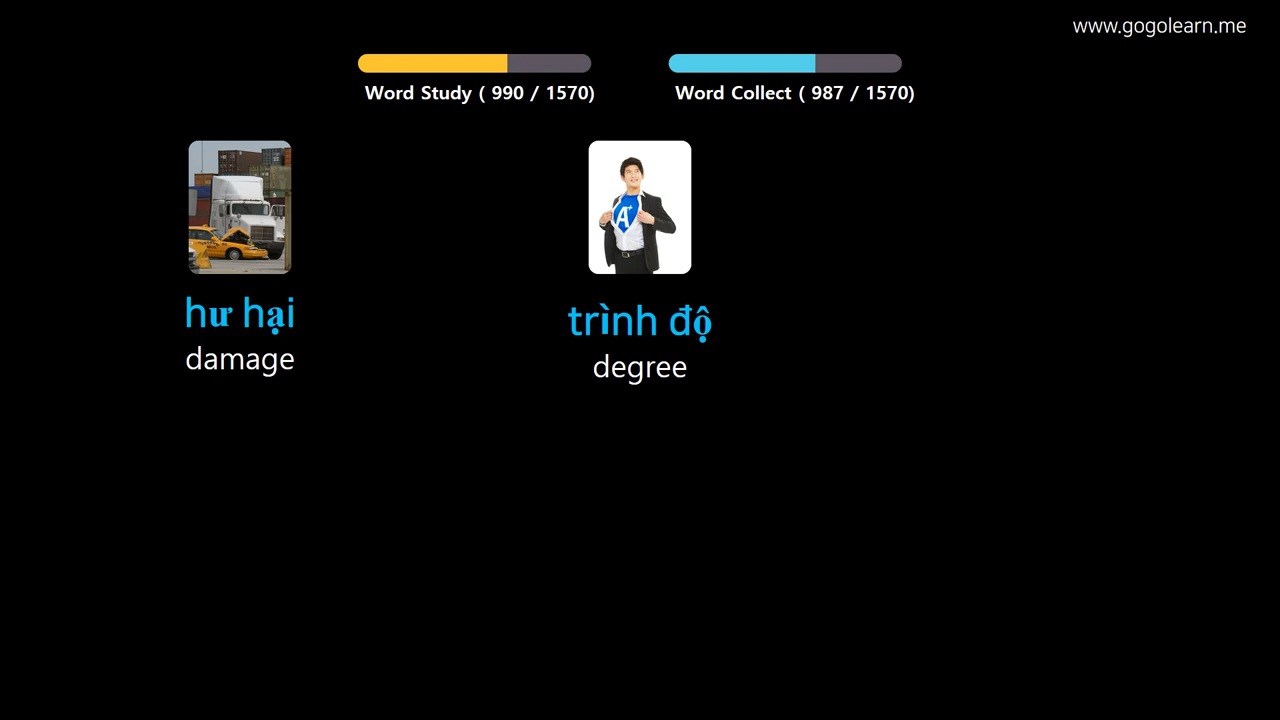 www.gogolearn.me
Word Study ( 990 / 1570)
Word Collect ( 987 / 1570)
hư hại
damage
A+
trình độ
degree